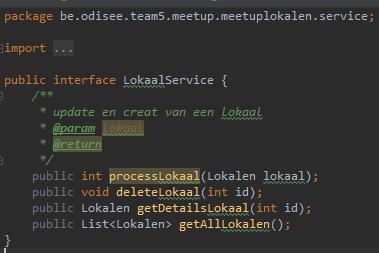 package be.odisee.team5.meetup.meetuplokalen.service;
import ...
public interface LokaalService {
/**
* update en creat van een lokaal
* @param lokaal
* @return
*/
public int processLokaal(Lokalen lokaal);
public void deleteLokaal(int id);
public Lokalen getDetailsLokaal(int id);
public List<Lokalen> getAllLokalen();
}